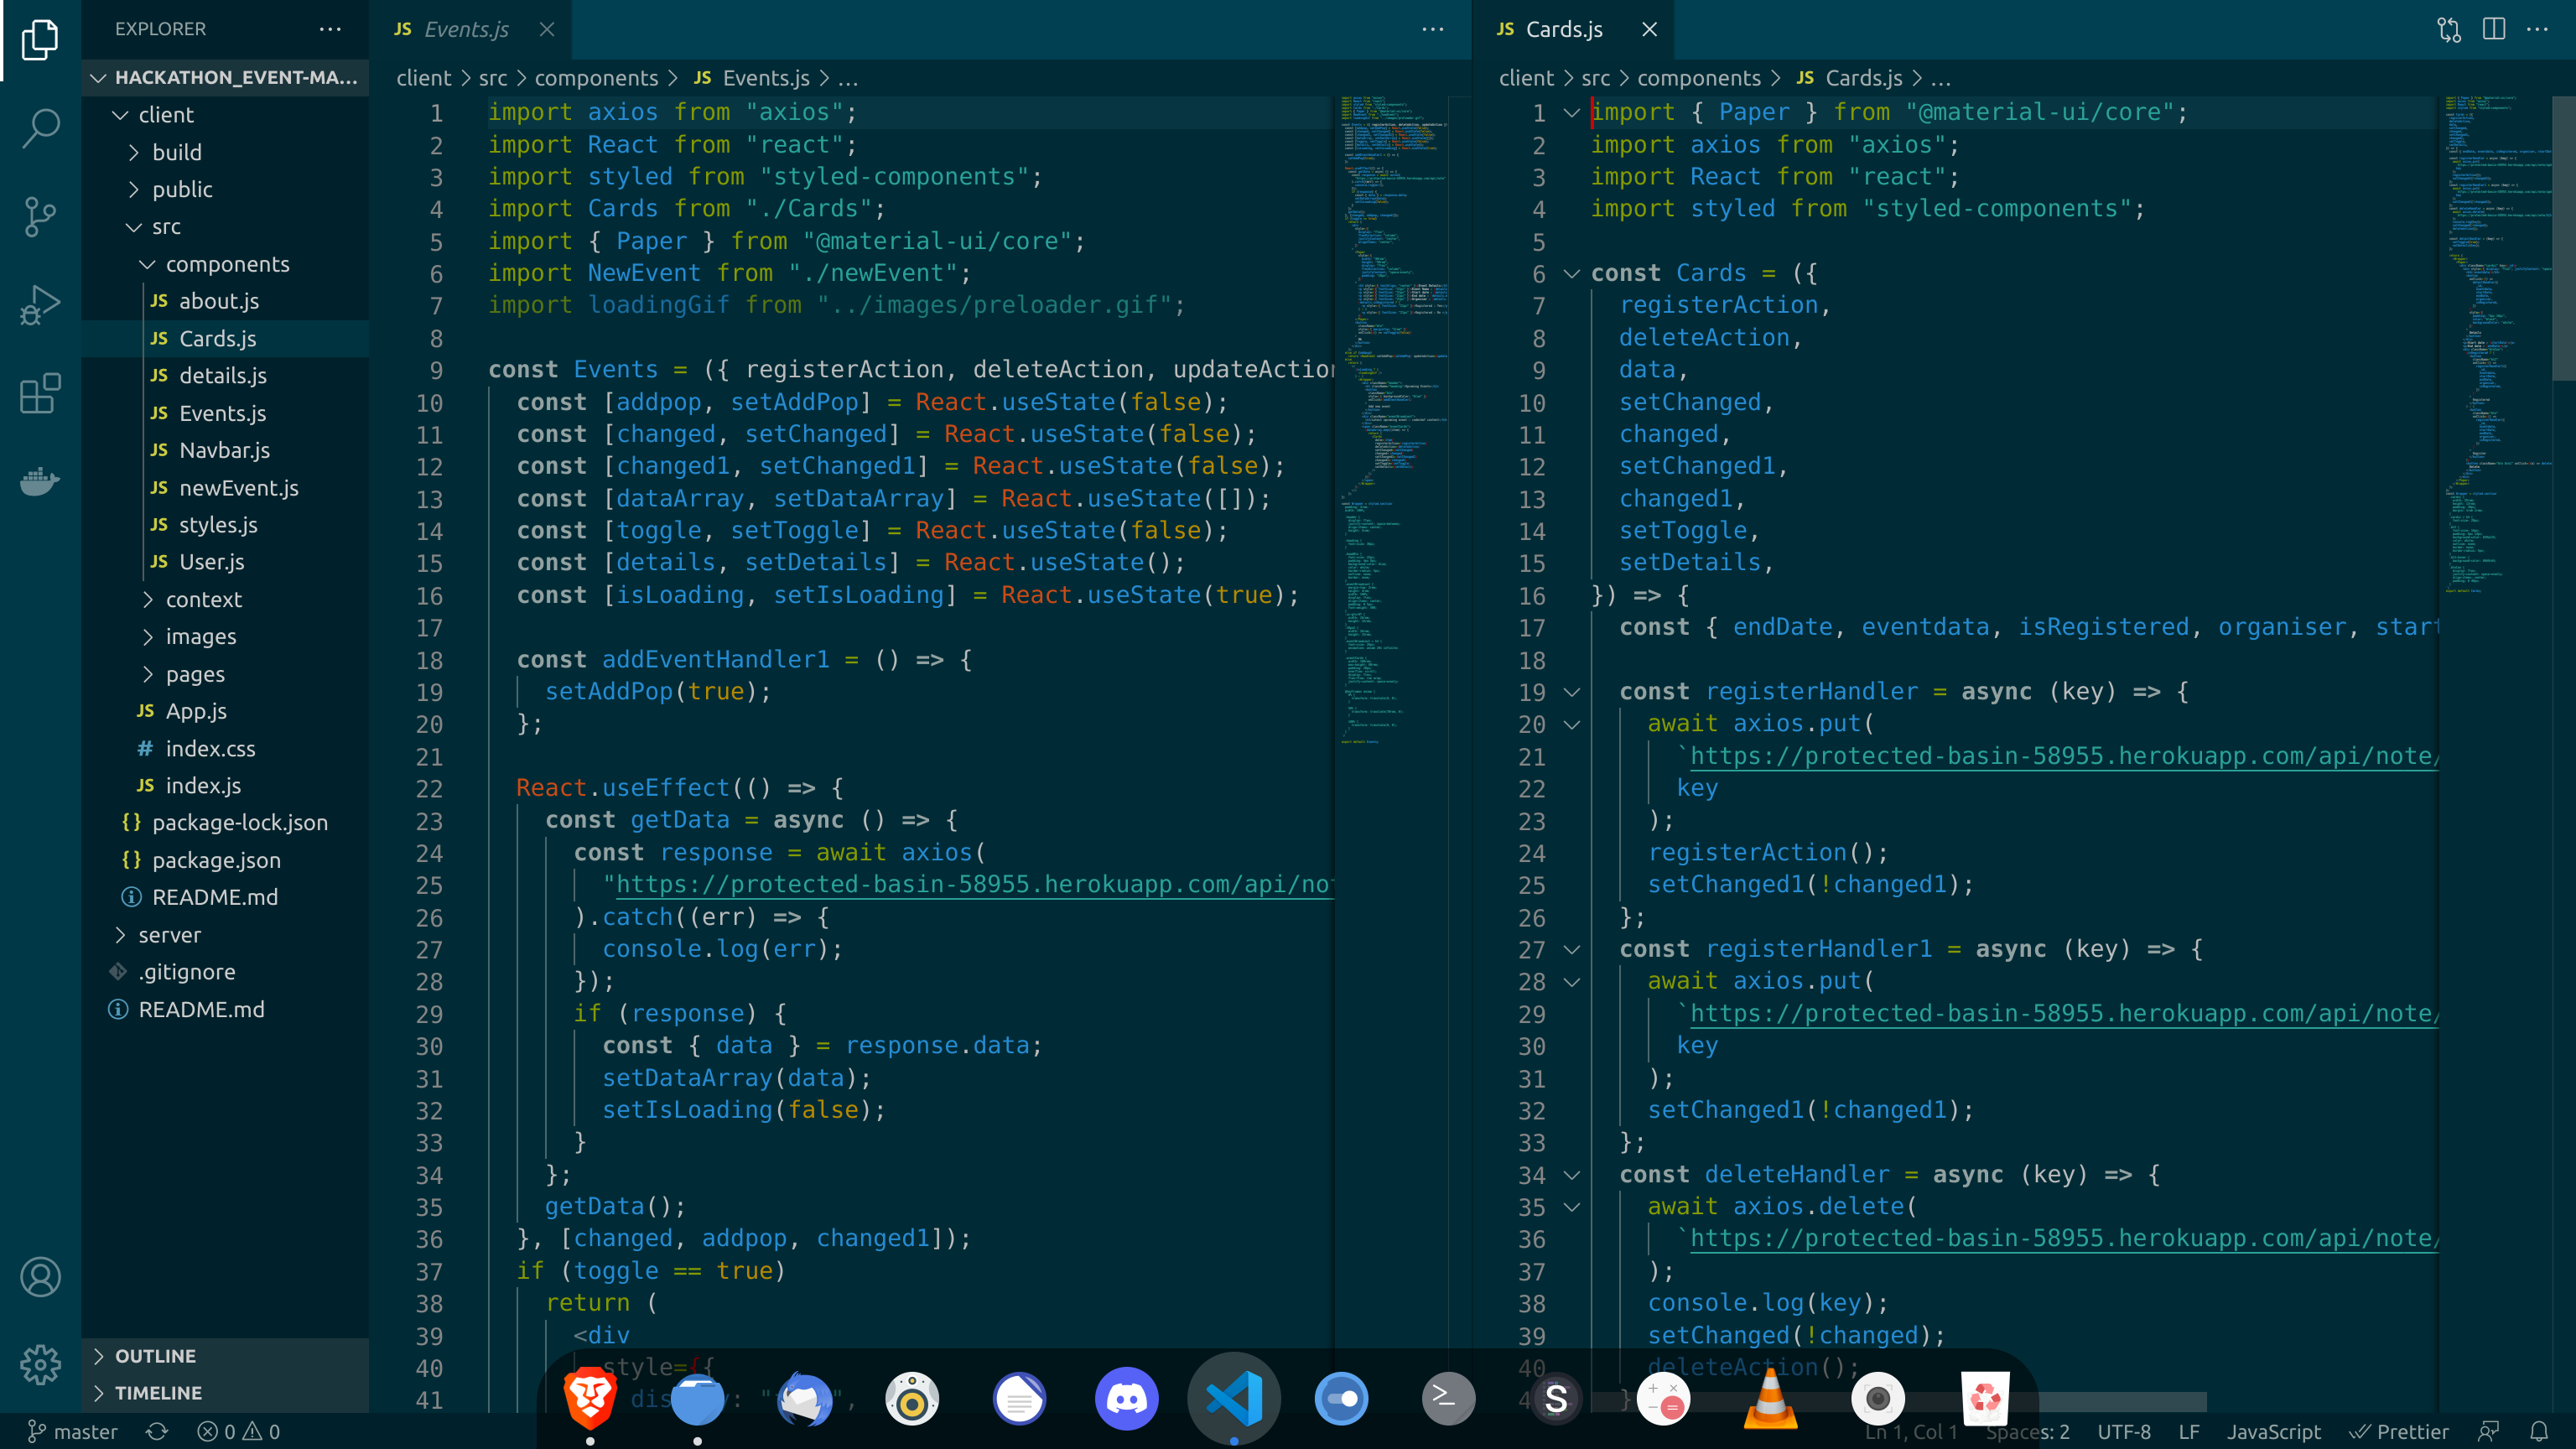 EXPLORER
HACKATHON_EVENT-MA...
client
build
public
src
components
JS about.js
JS Cards.js
JS details.js
JS Events.js
JS Navbar.js
JS newEvent.js
JS styles.js
JS User.js
context
images
pages
JS App.js
# index.css
JS index.js
{} package-lock.json
{} package.json
README.md
server
.gitignore
README.md
OUTLINE
TIMELINE
JS Events.js
client > src > components > JS Events.js > ...
1 import axios from "axios";
2 import React from "react";
3 import styled from "styled-components";
4 import Cards from "./Cards";
5 import { Paper } from "@material-ui/core";
6 import NewEvent from "./newEvent";
7 import loadingGif from "../images/preloader.gif";
8
9 const Events = ({ registerAction, deleteAction, updateAction
10 const [addpop, setAddPop] = React.useState(false);
11 const [changed, setChanged] = React.useState(false);
12 const [changed1, setChanged1] = React.useState(false);
13 const [dataArray, setDataArray] = React.useState([]);
14 const [toggle, setToggle] = React.useState(false);
15 const [details, setDetails] = React.useState();
16 const [isLoading, setIsLoading] = React.useState(true);
17
18 const addEventHandler1 = () => {
19 setAddPop(true);
20 };
21
22 React.useEffect(() => {
23 const getData = async () => {
24 const response = await axios(
25 "https://protected-basin-58955.herokuapp.com/api/not
26 ).catch((err) => {
27 console.log(err);
28 });
29 if (response) {
30 const { data } = response.data;
31 setDataArray(data);
32 setIsLoading(false);
33 }
34 };
35 getData();
36 }, [changed, addpop, changed1]);
37 if (toggle == true)
38 return (
39 <div
40 style={{
41
JS Cards.js
client > src > components > JS Cards.js > ...
1 import { Paper } from "@material-ui/core";
2 import axios from "axios";
3 import React from "react";
4 import styled from "styled-components";
5
6 const Cards = ({
7 registerAction,
8 deleteAction,
9 data,
10 setChanged,
11 changed,
12 setChanged1,
13 changed1,
14 setToggle,
15 setDetails,
16 }) => {
17 const { endDate, eventdata, isRegistered, organiser, start
18
19 const registerHandler = async (key) => {
20 await axios.put(
21 `https://protected-basin-58955.herokuapp.com/api/note/
22 key
23 );
24 registerAction();
25 setChanged1(!changed1);
26 };
27 const registerHandler1 = async (key) => {
28 await axios.put(
29 `https://protected-basin-58955.herokuapp.com/api/note/
30 key
31 );
32 setChanged1(!changed1);
33 };
34 const deleteHandler = async (key) => {
35 await axios.delete(
36 `https://protected-basin-58955.herokuapp.com/api/note/
37 );
38 console.log(key);
39 setChanged(!changed);
40 deleteAction();
}
master
0 0
Ln 1, Col 1
Spaces: 2
UTF-8
LF
JavaScript
Prettier